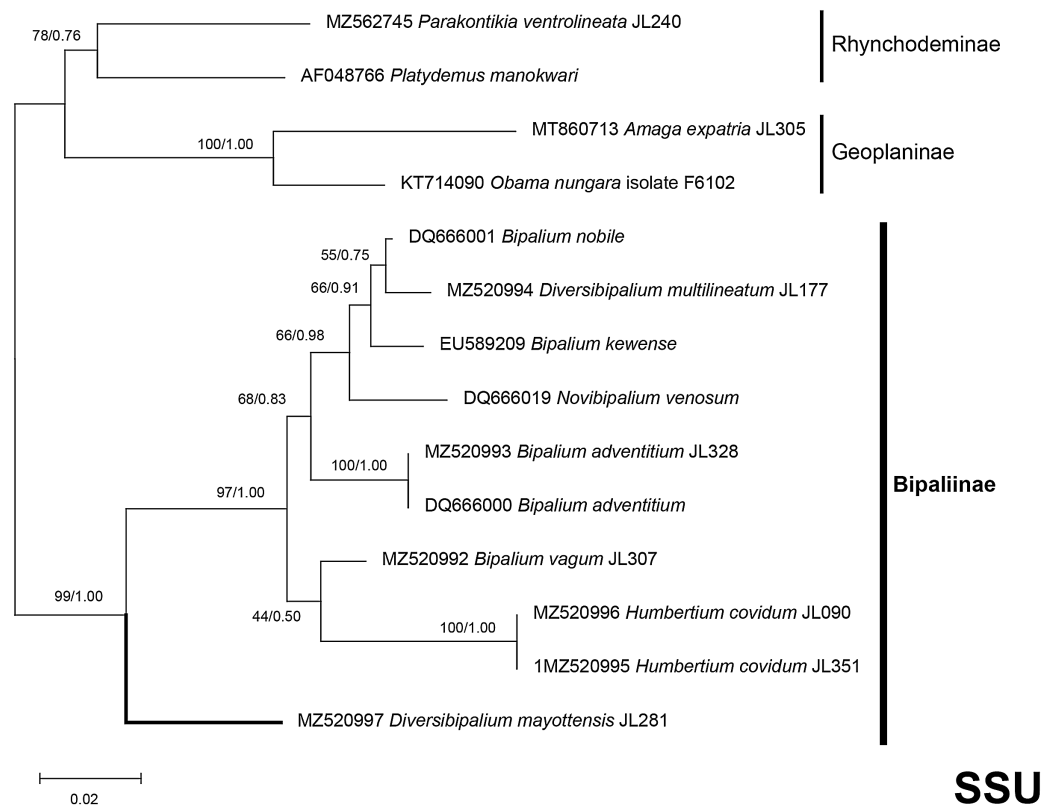 78/0.76
MZ562745 Parakontikia ventrolineata JL240
AF048766 Platydemus manokwari
Rhynchodeminae
100/1.00
MT860713 Amaga expatria JL305
KT714090 Obama nungara isolate F6102
Geoplaninae
DQ666001 Bipalium nobile
55/0.75
66/0.91
MZ520994 Diversibipalium multilineatum JL177
66/0.98
EU589209 Bipalium kewense
68/0.83
DQ666019 Novibipalium venosum
MZ520993 Bipalium adventitium JL328
100/1.00
DQ666000 Bipalium adventitium
97/1.00
Bipaliinae
MZ520992 Bipalium vagum JL307
99/1.00
44/0.50
MZ520996 Humbertium covidum JL090
100/1.00
1MZ520995 Humbertium covidum JL351
MZ520997 Diversibipalium mayottensis JL281
0.02
SSU